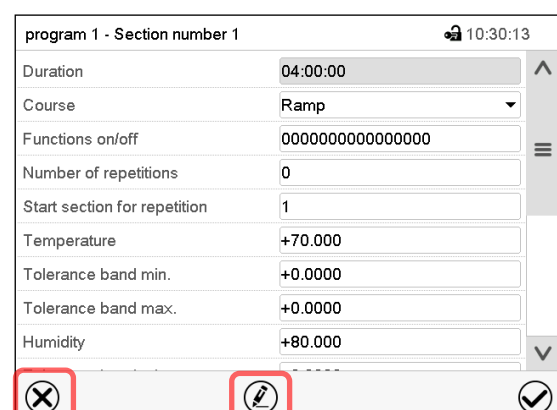 program 1 - Section number 1 10:30:13
Duration 04:00:00
Course Ramp
Functions on/off 0000000000000000
Number of repetitions 0
Start section for repetition 1
Temperature +70.000
Tolerance band min. +0.0000
Tolerance band max. +0.0000
Humidity +80.000